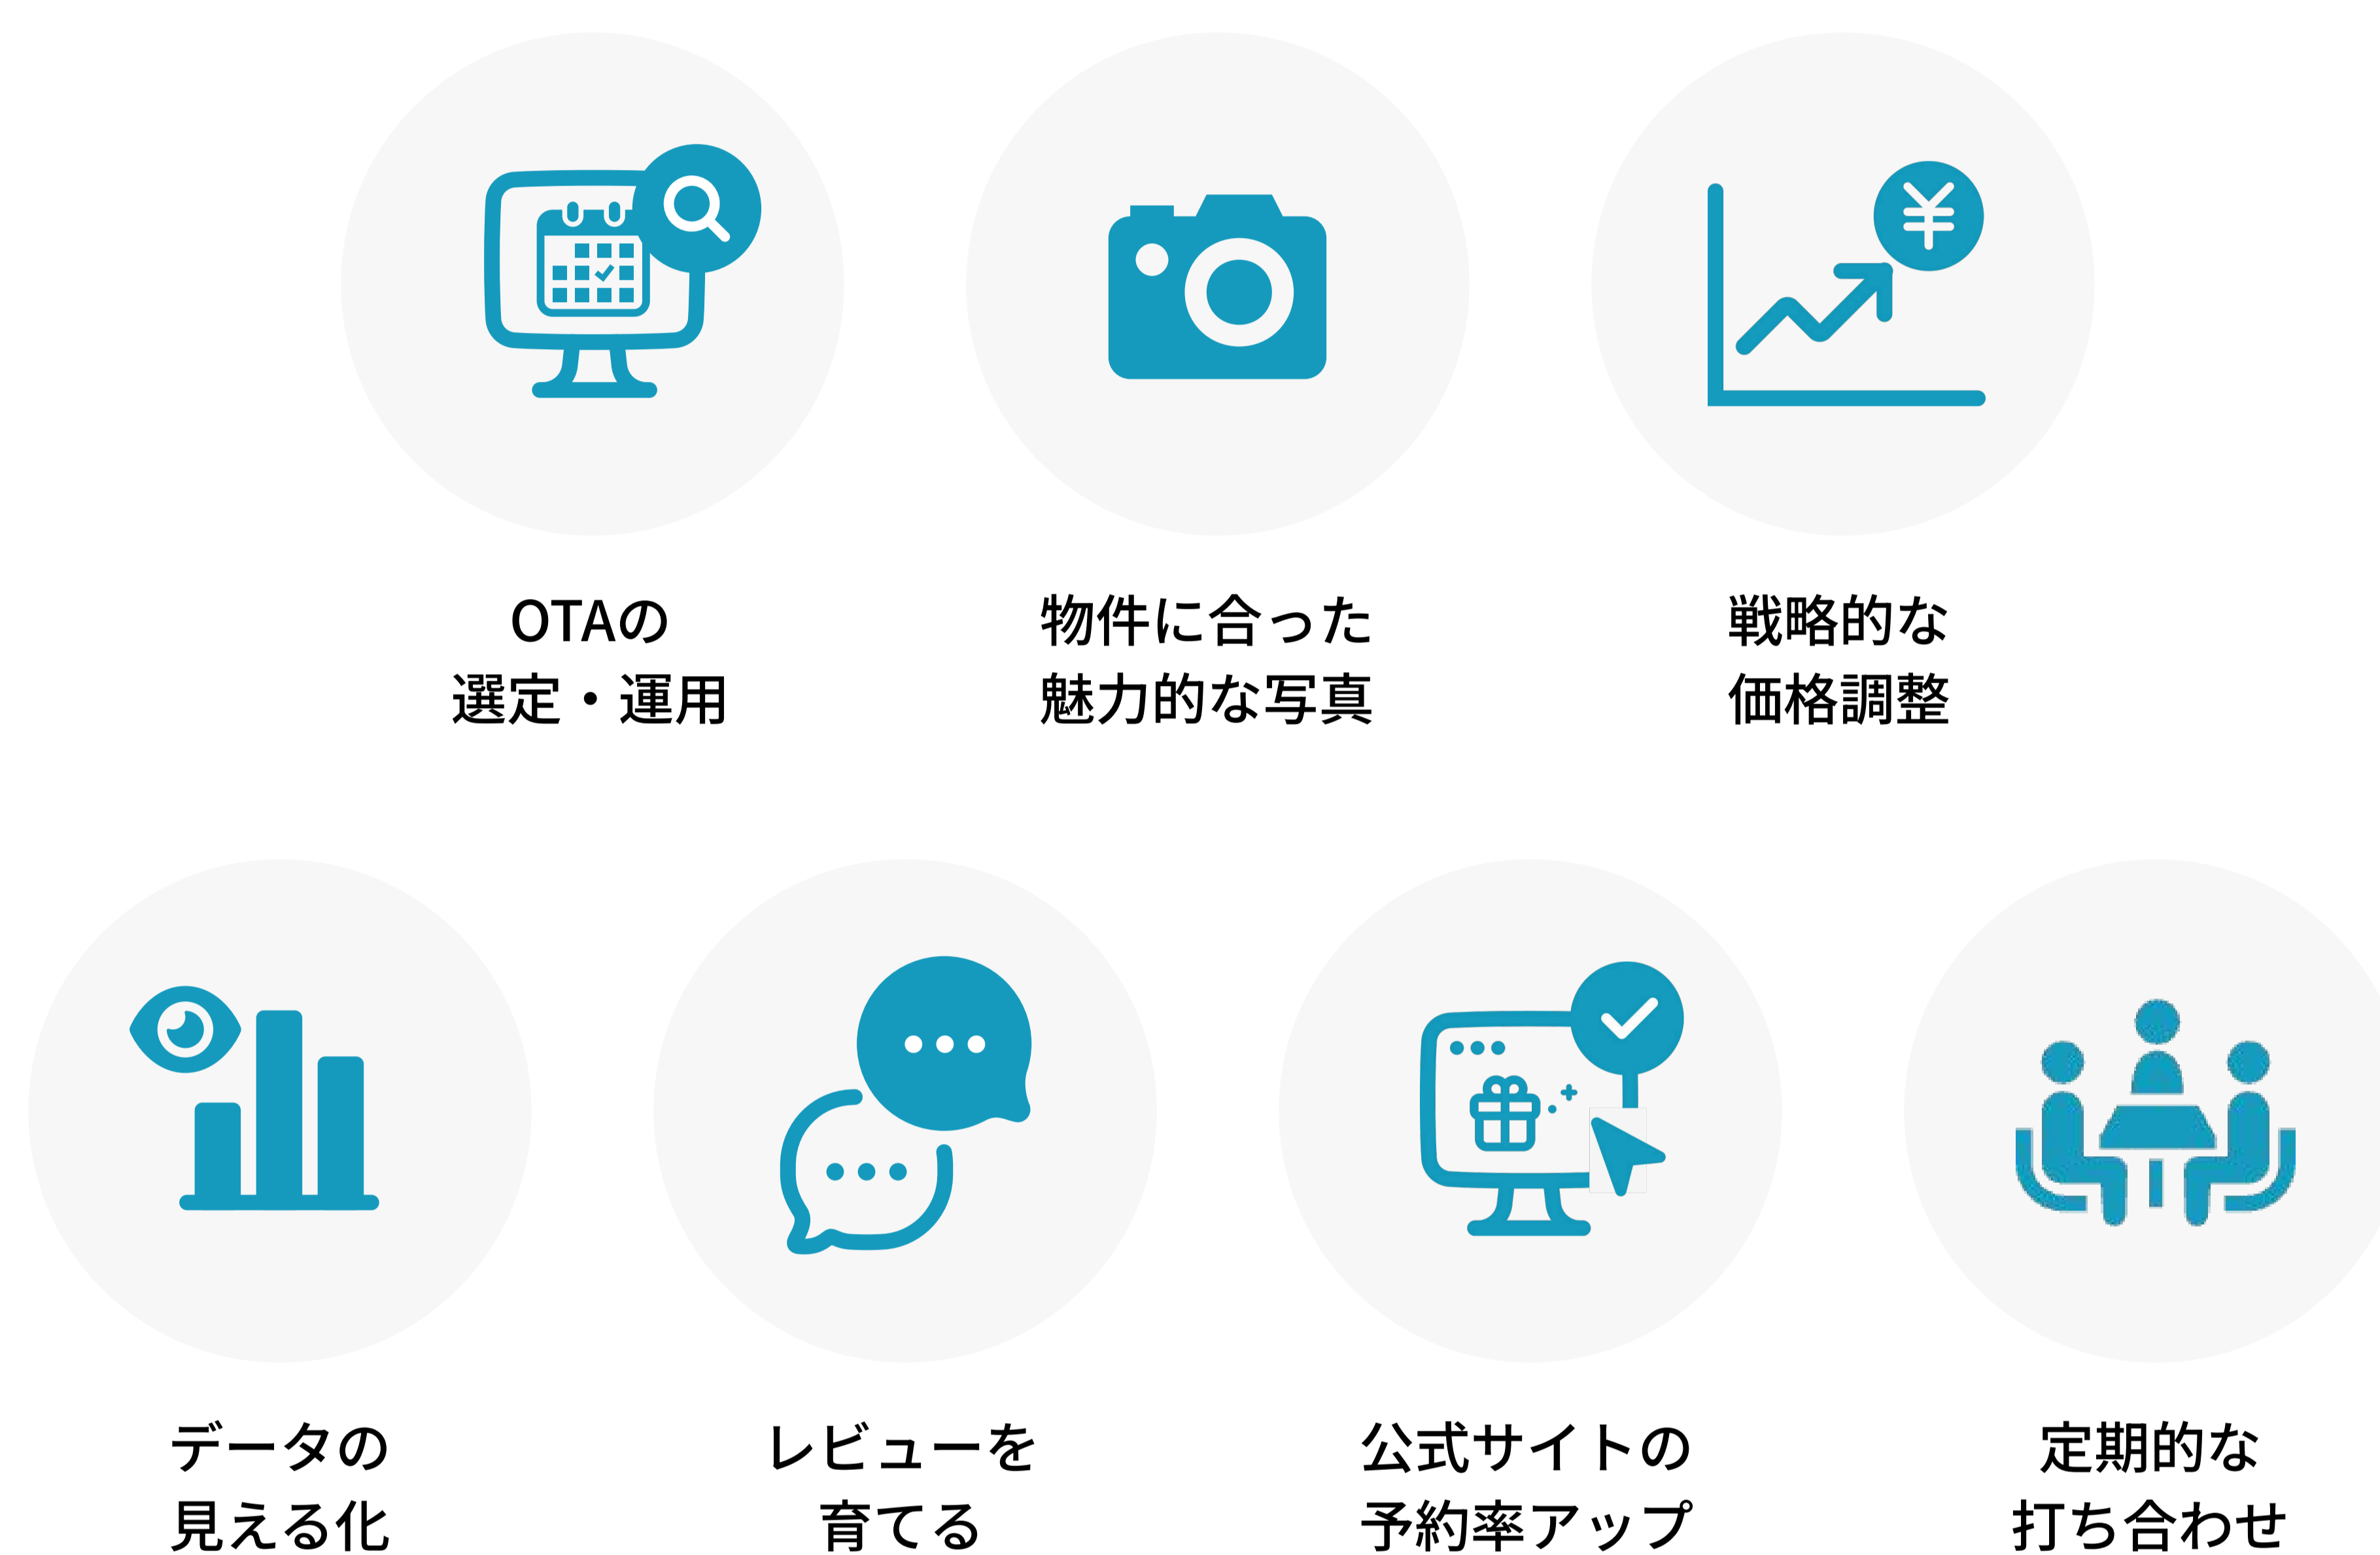 OTAの
選定・運用
物件に合った
魅力的な写真
戦略的な
価格調整
データの
見える化
レビューを
育てる
公式サイトの
予約率アップ
定期的な
打ち合わせ